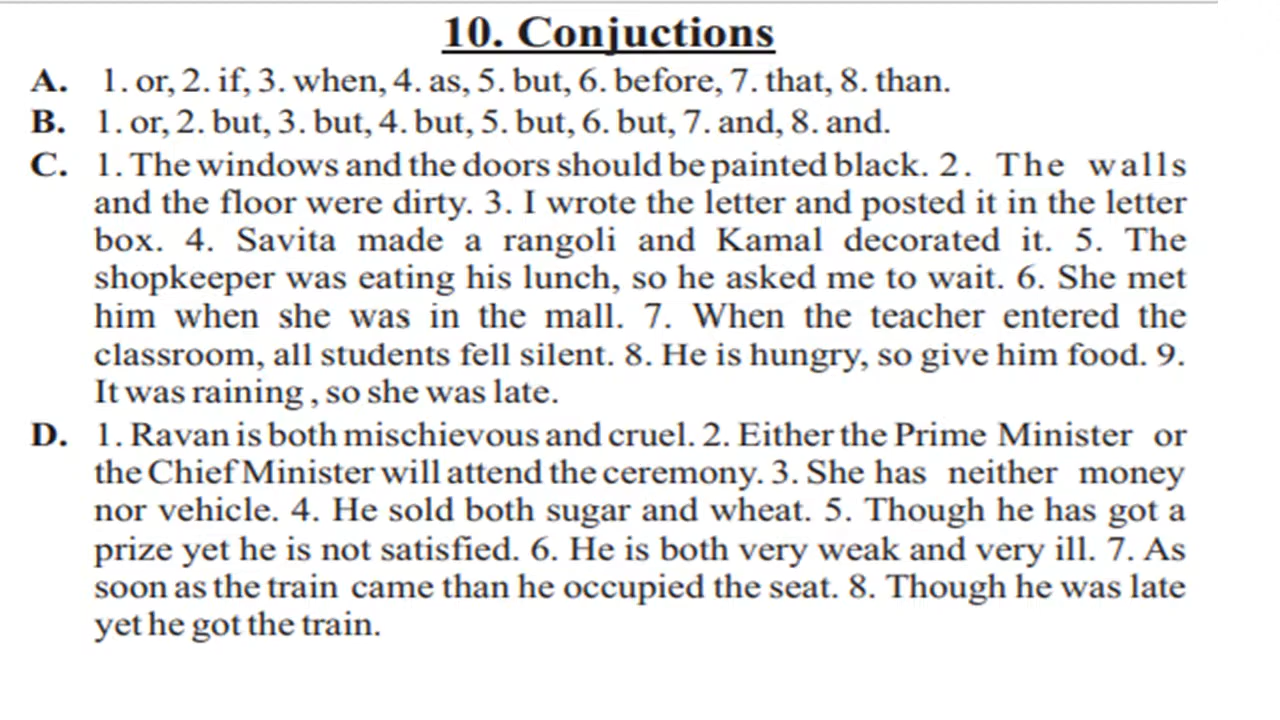 10. Conjuctions
A. 1. or, 2. if, 3. when, 4. as, 5. but, 6. before, 7. that, 8. than.
B. 1. or, 2. but, 3. but, 4. but, 5. but, 6. but, 7. and, 8. and.
C. 1. The windows and the doors should be painted black. 2. The walls
and the floor were dirty. 3. I wrote the letter and posted it in the letter
box. 4. Savita made a rangoli and Kamal decorated it. 5. The
shopkeeper was eating his lunch, so he asked me to wait. 6. She met
him when she was in the mall. 7. When the teacher entered the
classroom, all students fell silent. 8. He is hungry, so give him food. 9.
It was raining , so she was late.
D. 1. Ravan is both mischievous and cruel. 2. Either the Prime Minister or
the Chief Minister will attend the ceremony. 3. She has neither money
nor vehicle. 4. He sold both sugar and wheat. 5. Though he has got a
prize yet he is not satisfied. 6. He is both very weak and very ill. 7. As
soon as the train came than he occupied the seat. 8. Though he was late
yet he got the train.